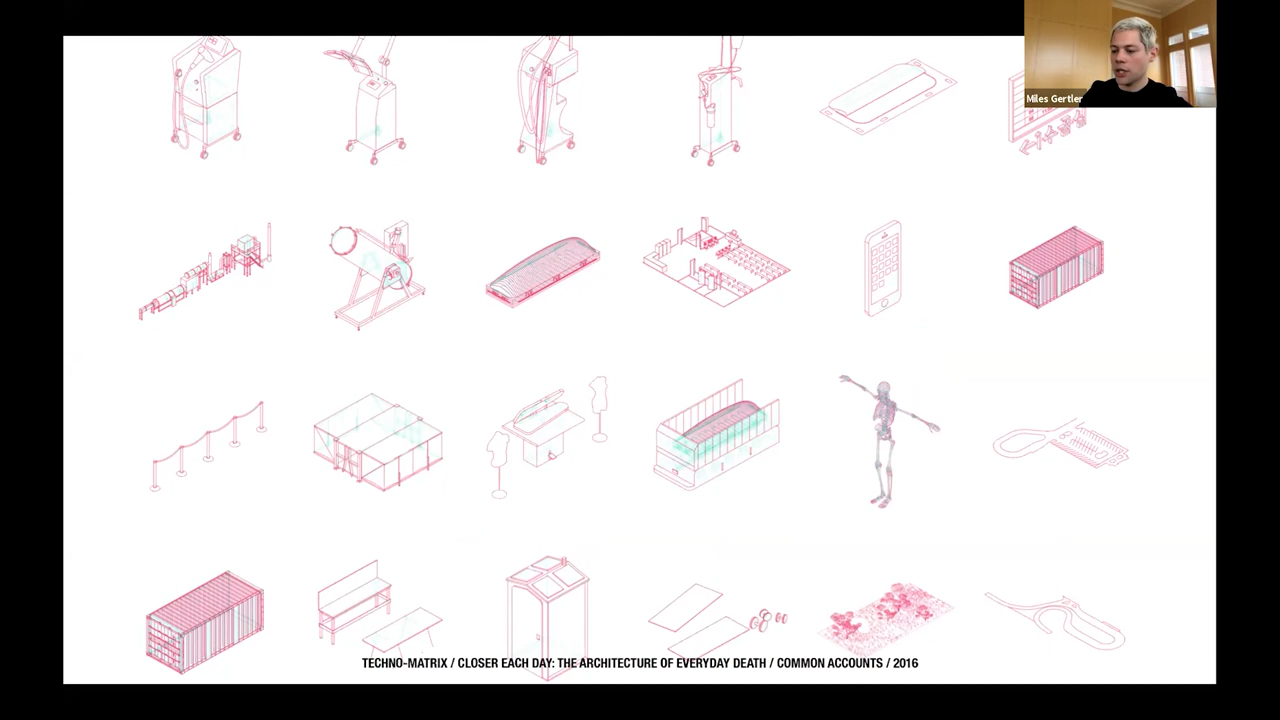 Miles Gertler
TECHNO-MATRIX / CLOSER EACH DAY: THE ARCHITECTURE OF EVERYDAY DEATH / COMMON ACCOUNTS / 2016